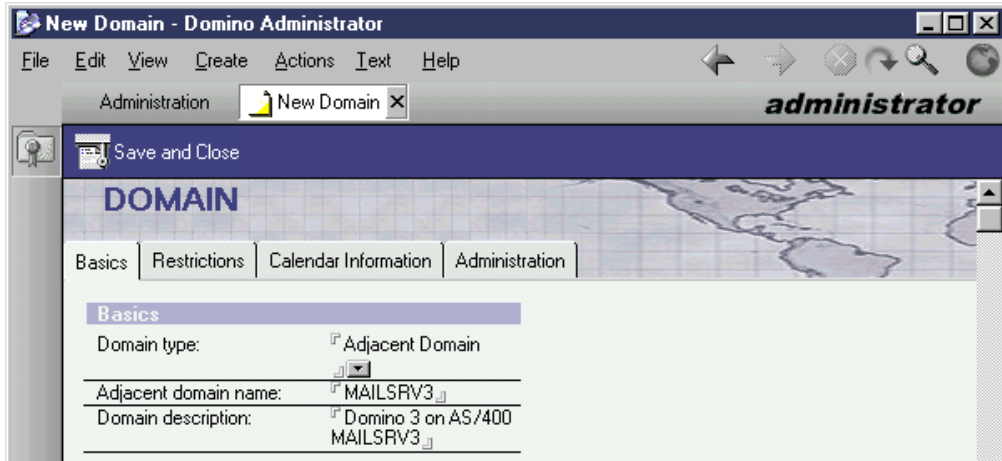 New Domain - Domino Administrator
File Edit View Create Actions Text Help
Administration New Domain administrator
Save and Close
DOMAIN
Basics Restrictions Calendar Information Administration
Basics
Domain type: Adjacent Domain
Adjacent domain name: MAILSRV3
Domain description: Domino 3 on AS/400
MAILSRV3